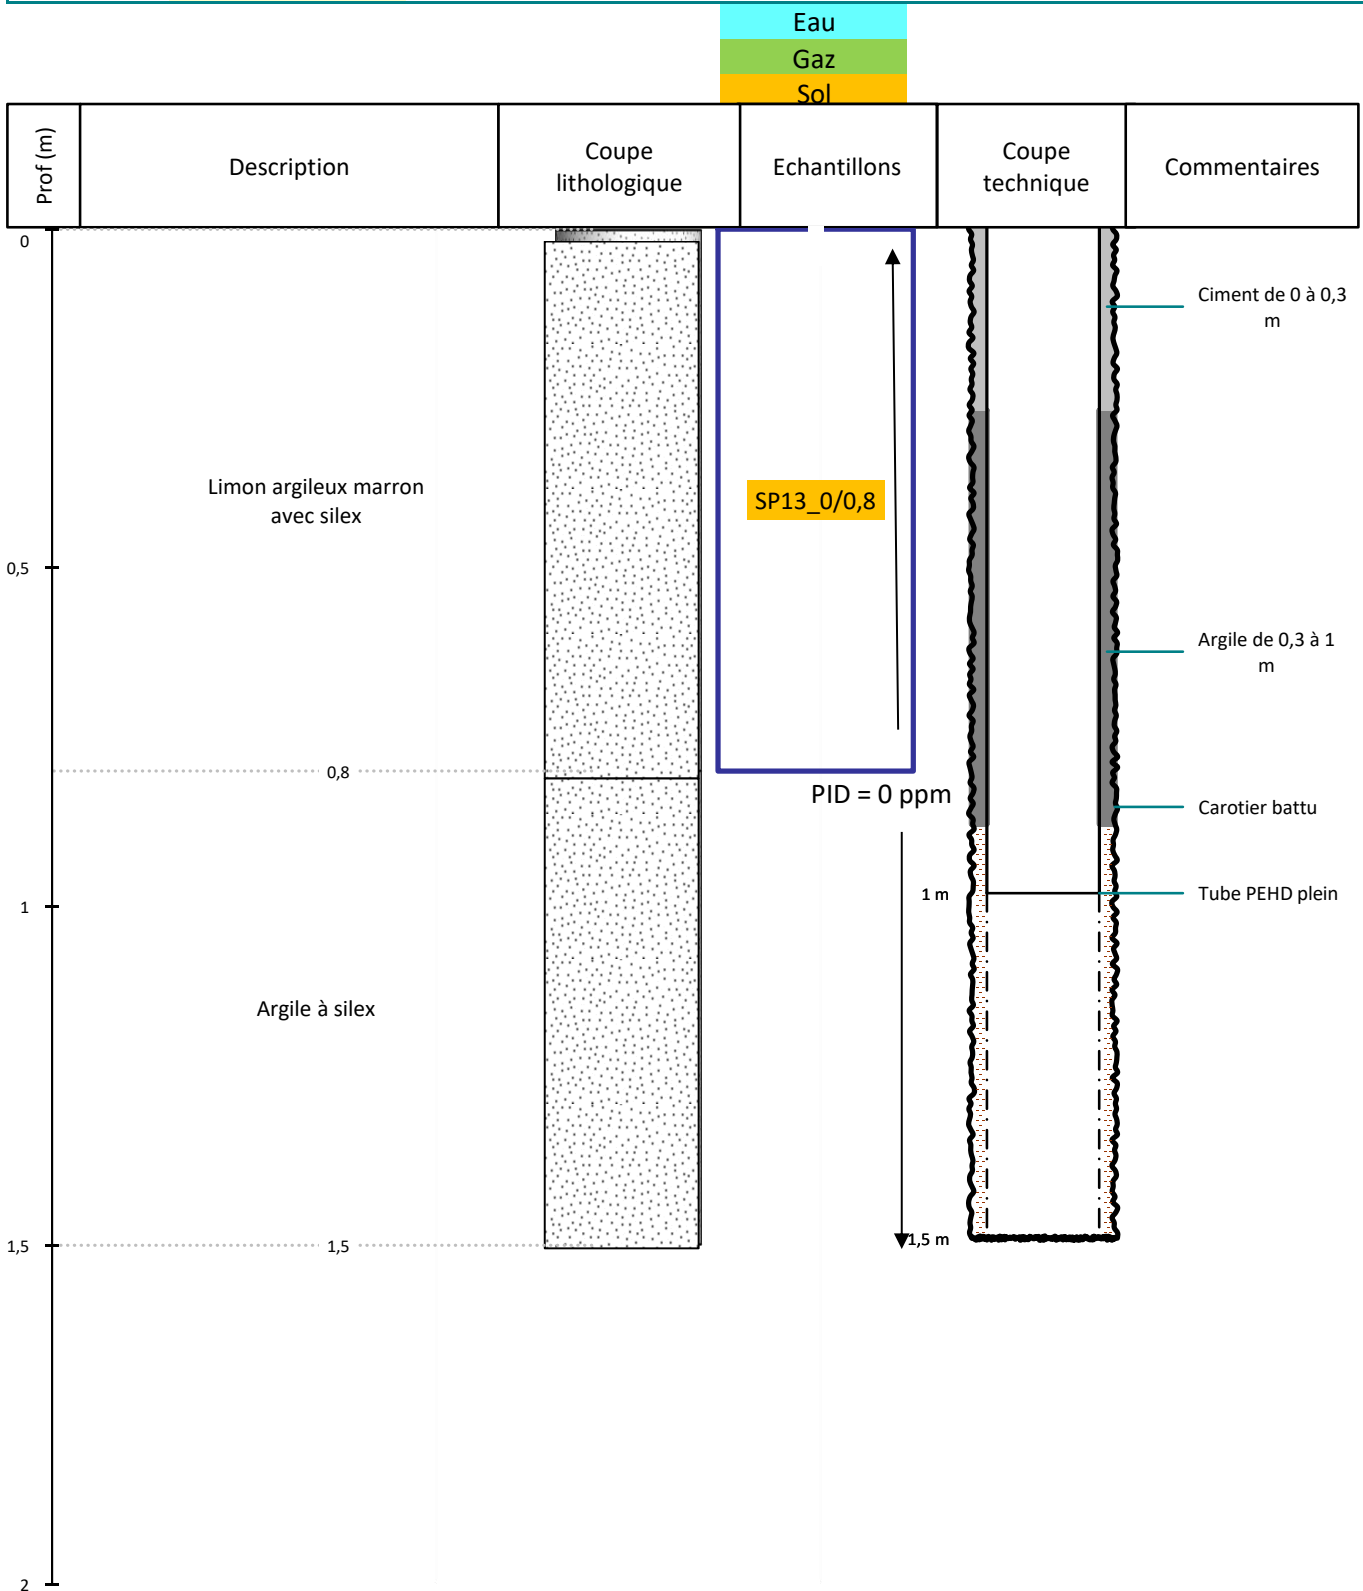 Eau
Gaz
Sol
Prof (m)
Description
Coupe
lithologique
Echantillons
Coupe
technique
Commentaires
0
Ciment de 0 à 0,3
m
Limon argileux marron
avec silex
SP13_0/0,8
0,5
Argile de 0,3 à 1
m
0,8
PID = 0 ppm
Carotier battu
1
1 m
Tube PEHD plein
Argile à silex
1,5
1,5
1,5 m
2